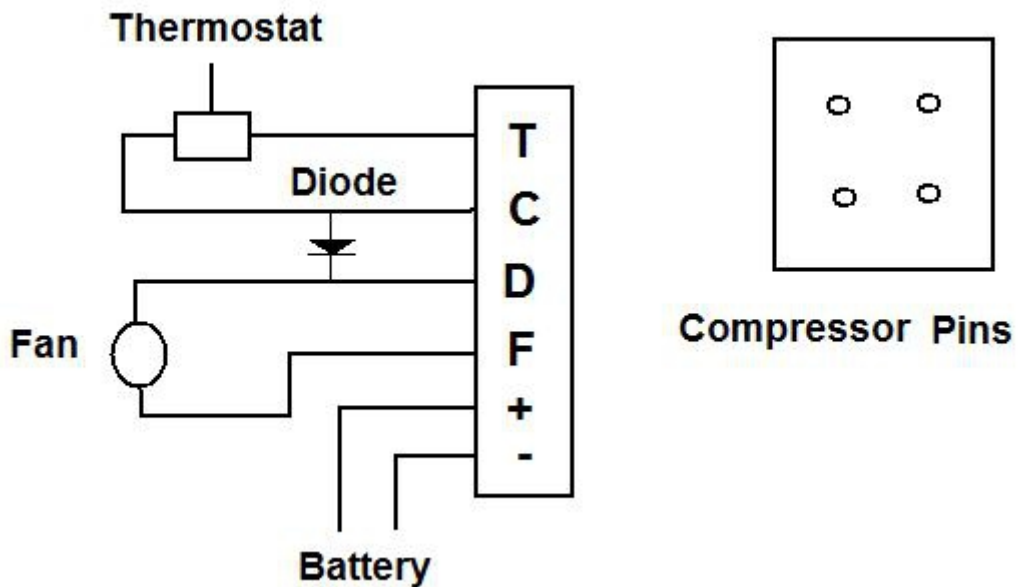 Thermostat
Diode
Fan
T
C
D
F
+
-
Battery
Compressor Pins